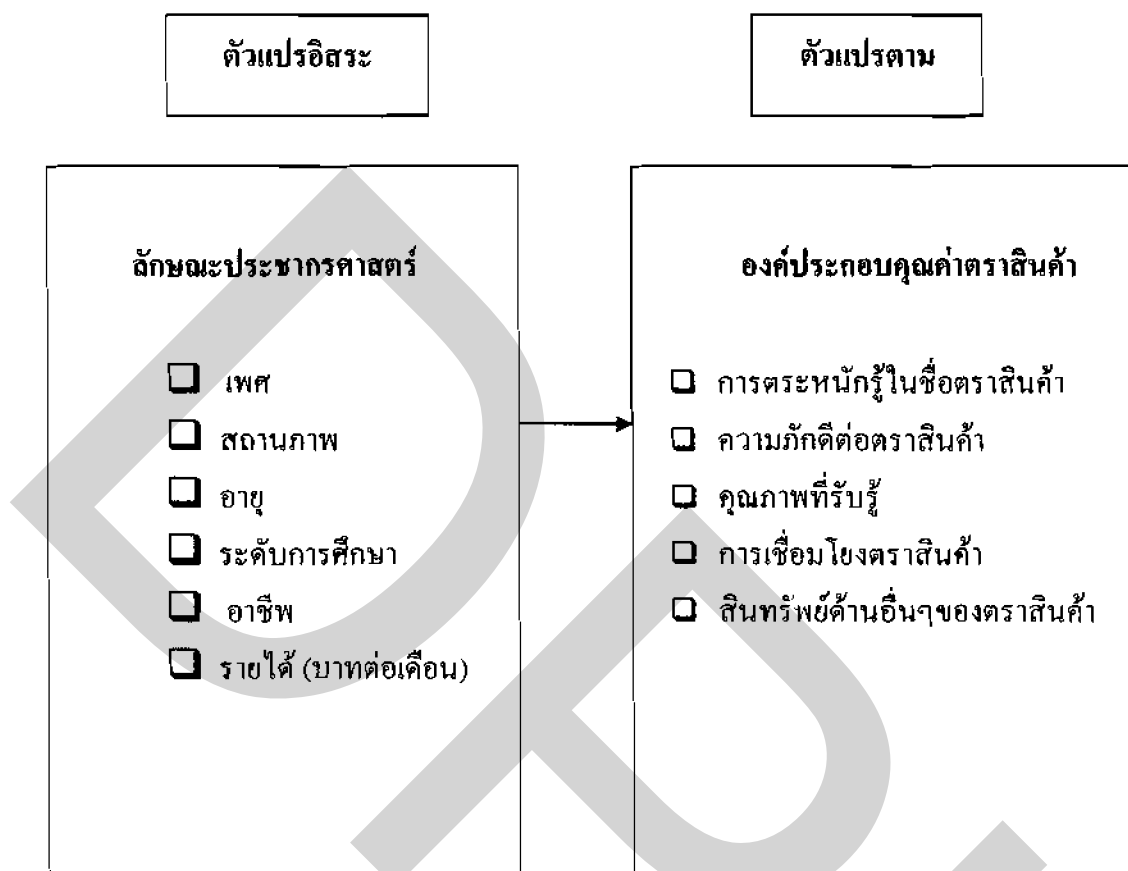 ตัวแปรอิสระ
ตัวแปรตาม
ลักษณะประชากรศาสตร์
เพศ
สถานภาพ
อายุ
ระดับการศึกษา
อาชีพ
รายได้ (บาทต่อเดือน)
องค์ประกอบคุณค่าตราสินค้า
การตระหนักรู้ในชื่อตราสินค้า
ความภักดีต่อตราสินค้า
คุณภาพที่รับรู้
การเชื่อมโยงตราสินค้า
สินทรัพย์ด้านอื่นๆของตราสินค้า